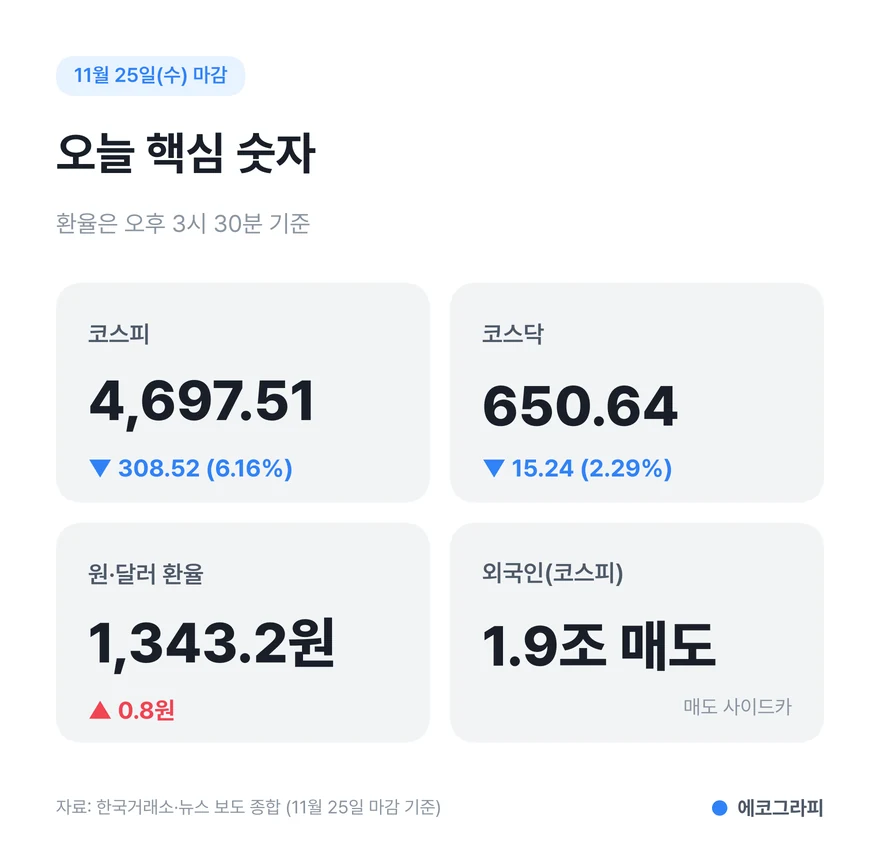 11월 25일(수) 마감
오늘 핵심 숫자
환율은 오후 3시 30분 기준
코스피
4,697.51
▼ 308.52 (6.16%)
코스닥
650.64
▼ 15.24 (2.29%)
원·달러 환율
1,343.2원
▲ 0.8원
외국인(코스피)
1.9조 매도
매도 사이드카
자료: 한국거래소·뉴스 보도 종합 (11월 25일 마감 기준)
에코그라피